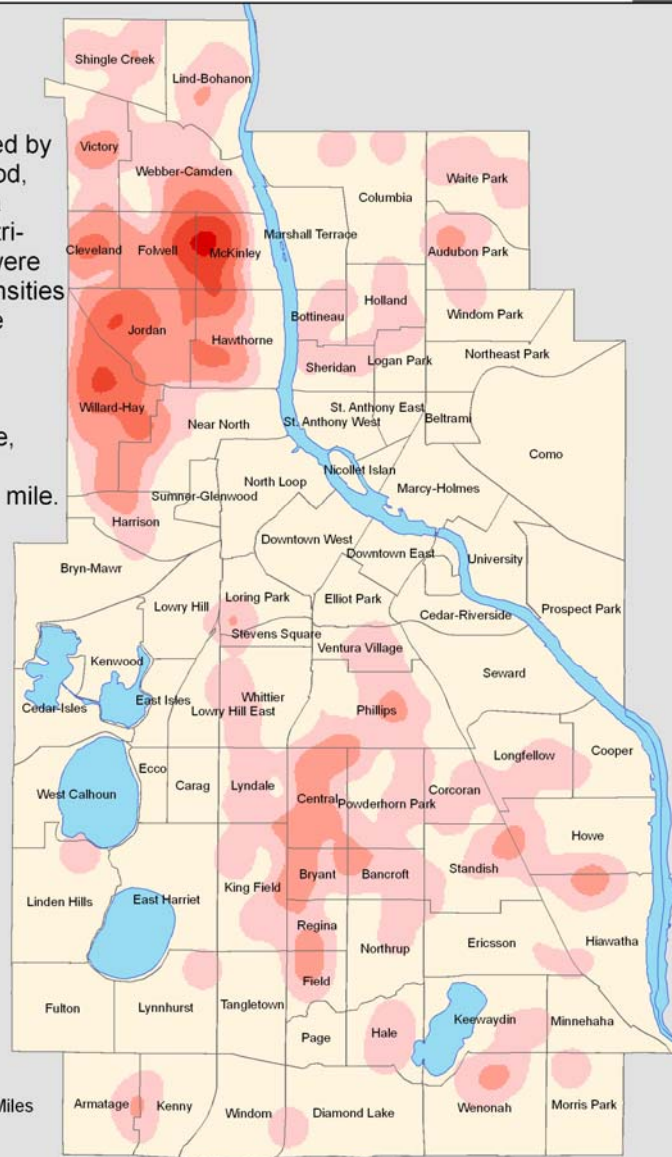 Shingle Creek
Lind-Bohanon
ed by
od,
Victory
Webber-Camden
Waite Park
Columbia
tri-
were
nsities
e
Marshall Terrace
Cleveland
Folwell
McKinley
Audubon Park
Holland
Bottineau
Windom Park
Jordan
Hawthorne
Sheridan
Logan Park
Northeast Park
Willard-Hay
Near North
St. Anthony East
St. Anthony West
Beltrami
e,
Como
Nicollet Islan
North Loop
Marcy-Holmes
mile.
Sumner-Glenwood
Harrison
Downtown West
Downtown East
University
Bryn-Mawr
Loring Park
Elliot Park
Lowry Hill
Cedar-Riverside
Prospect Park
Stevens Square
Ventura Village
Kenwood
Seward
East Isles
Whittier
Cedar-Isles
Lowry Hill East
Phillips
Longfellow
Cooper
Ecco
West Calhoun
Carag
Lyndale
Central
Powderhorn Park
Corcoran
Howe
Bryant
Bancroft
Standish
King Field
Linden Hills
East Harriet
Regina
Northrup
Ericsson
Hiawatha
Field
Fulton
Lynnhurst
Tangletown
Keewaydin
Minnehaha
Page
Hale
Miles
Armatage
Kenny
Windom
Diamond Lake
Wenonah
Morris Park